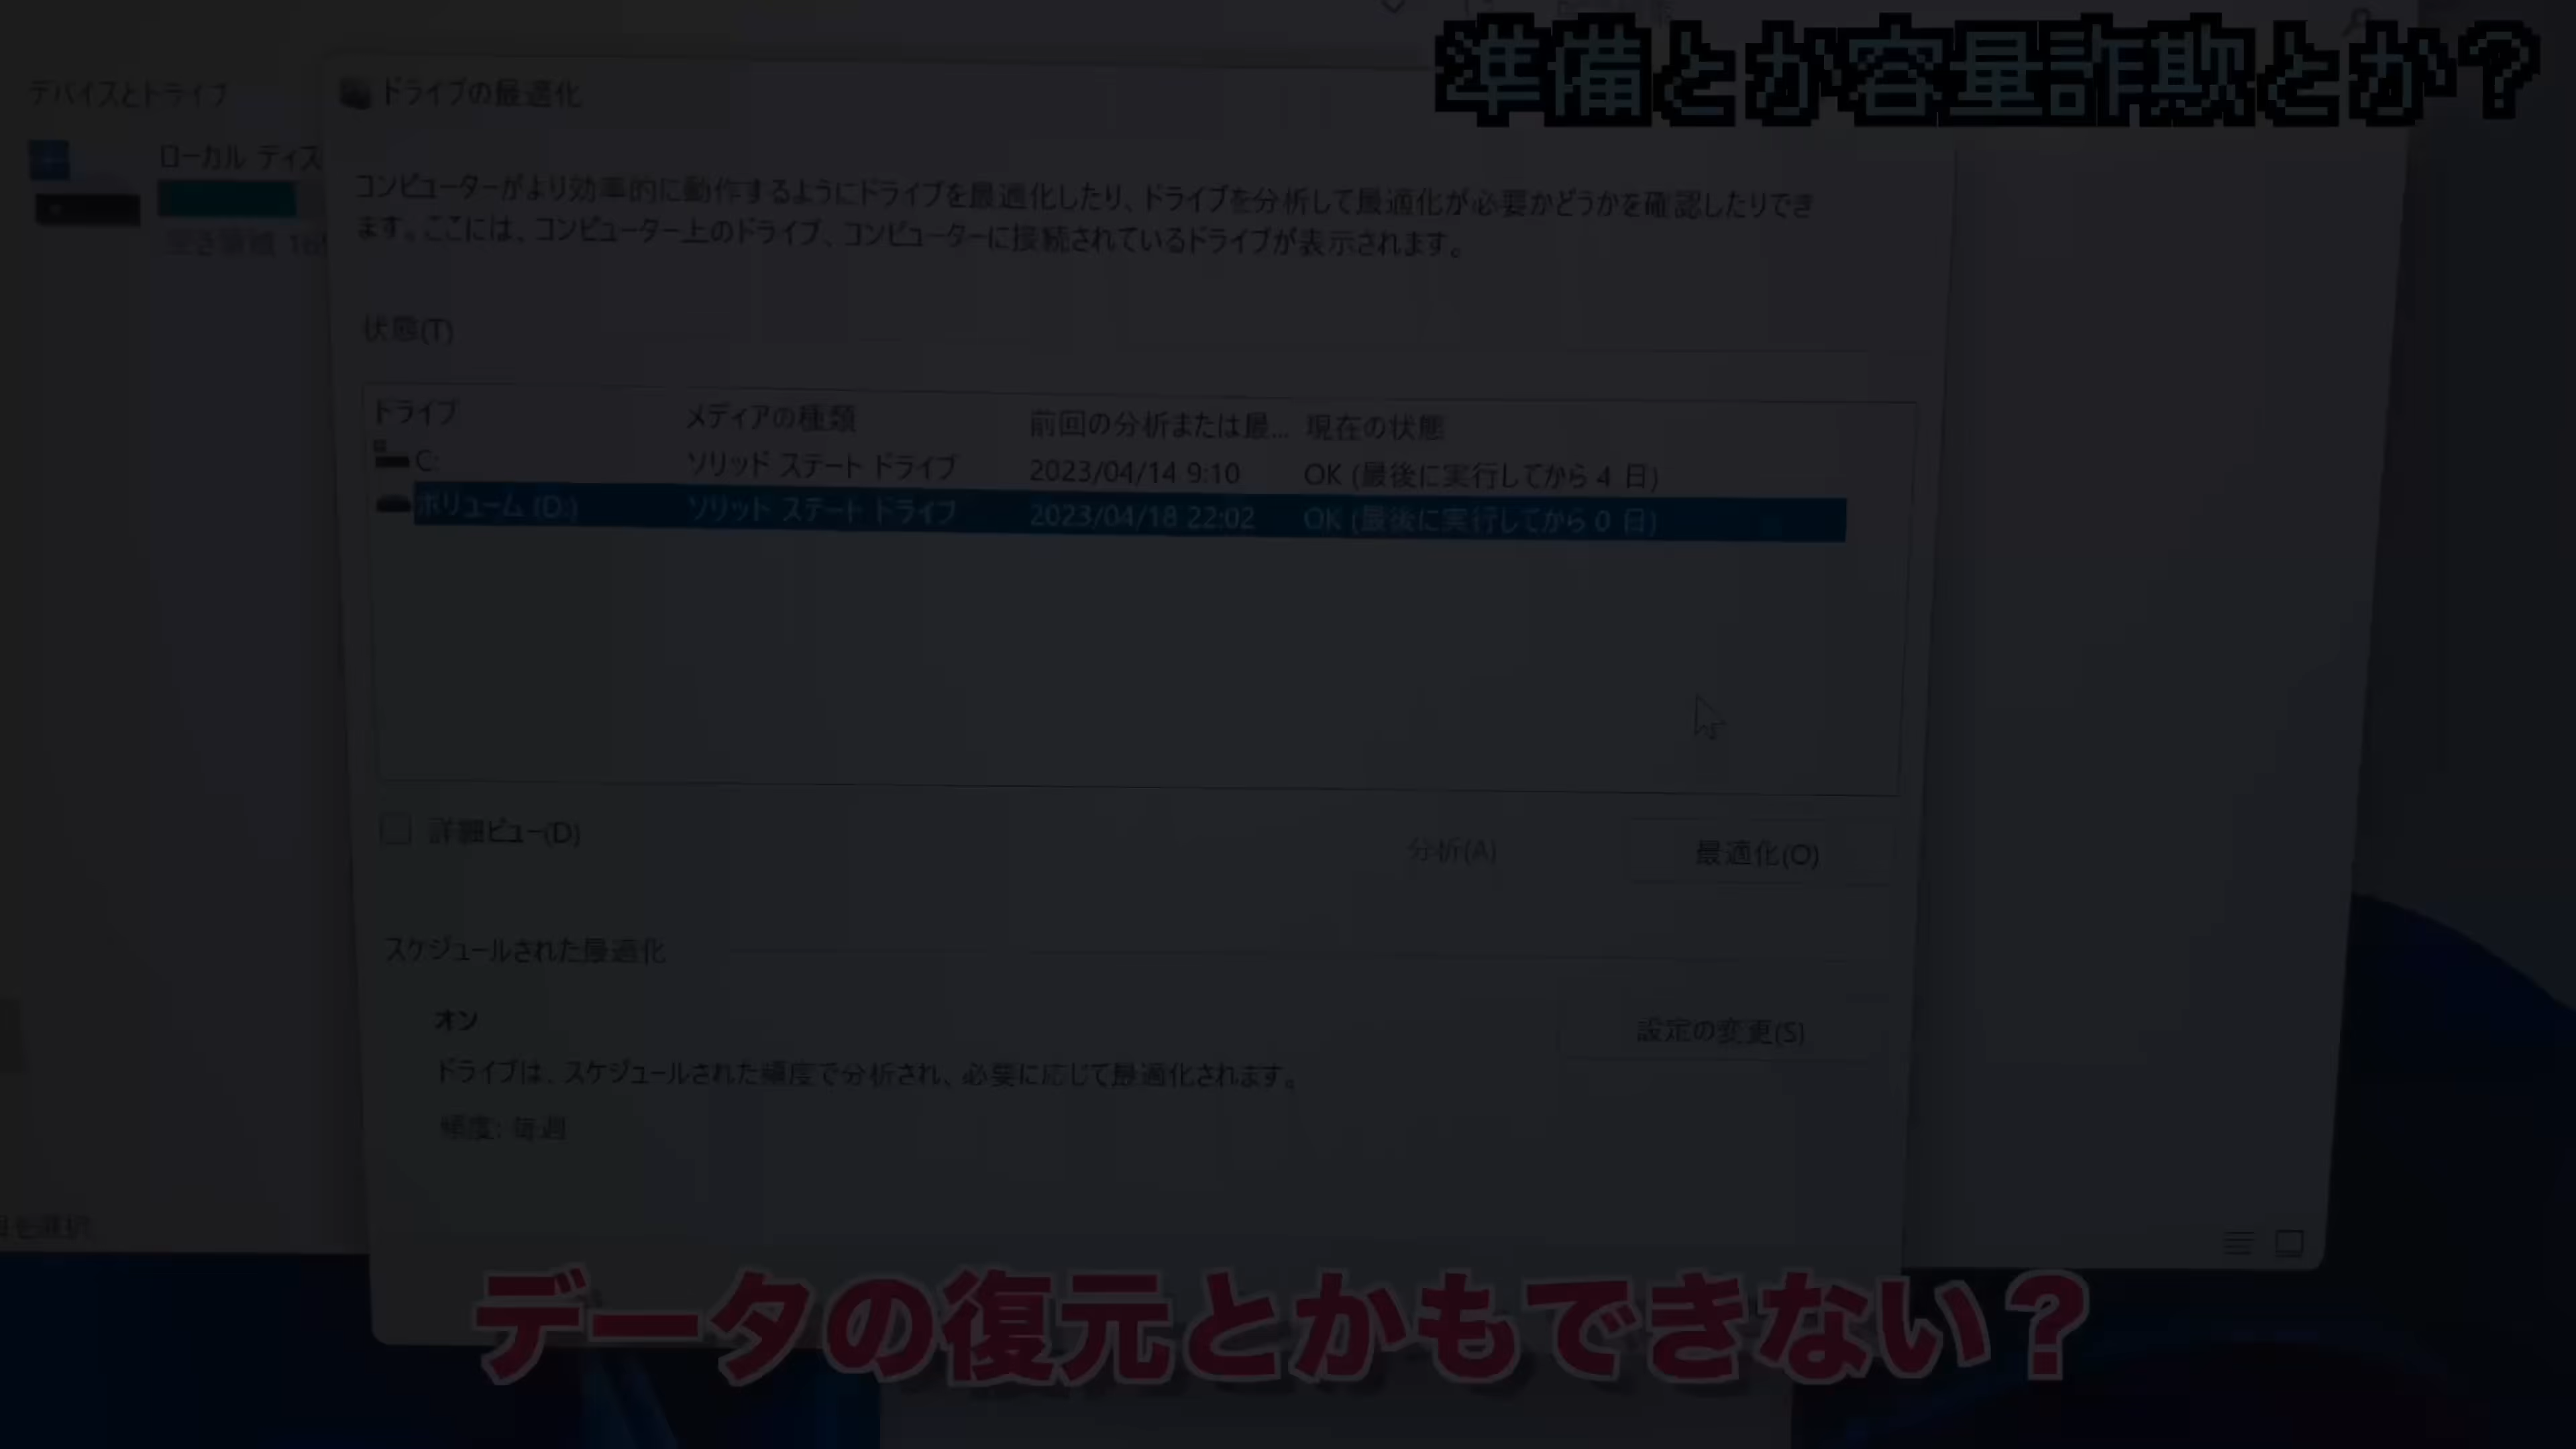 準備とか容量詐欺とか？
デバイスとドライブ
ドライブの最適化
ローカル ディス
コンピューターがより効率的に動作するようにドライブを最適化したり、ドライブを分析して最適化が必要かどうかを確認したりでき
ます。ここには、コンピューター上のドライブ、コンピューターに接続されているドライブが表示されます。
空き領域
状態(T)
ドライブ メディアの種類 前回の分析または最... 現在の状態
C: ソリッド ステート ドライブ 2023/04/14 9:10 OK (最後に実行してから 4 日)
ボリューム (D:) ソリッド ステート ドライブ 2023/04/18 22:02 OK (最後に実行してから 0 日)
詳細ビュー(D)
分析(A)
最適化(O)
スケジュールされた最適化
オン
設定の変更(S)
ドライブは、スケジュールされた頻度で分析され、必要に応じて最適化されます。
頻度: 毎週
を選択
データの復元とかもできない？